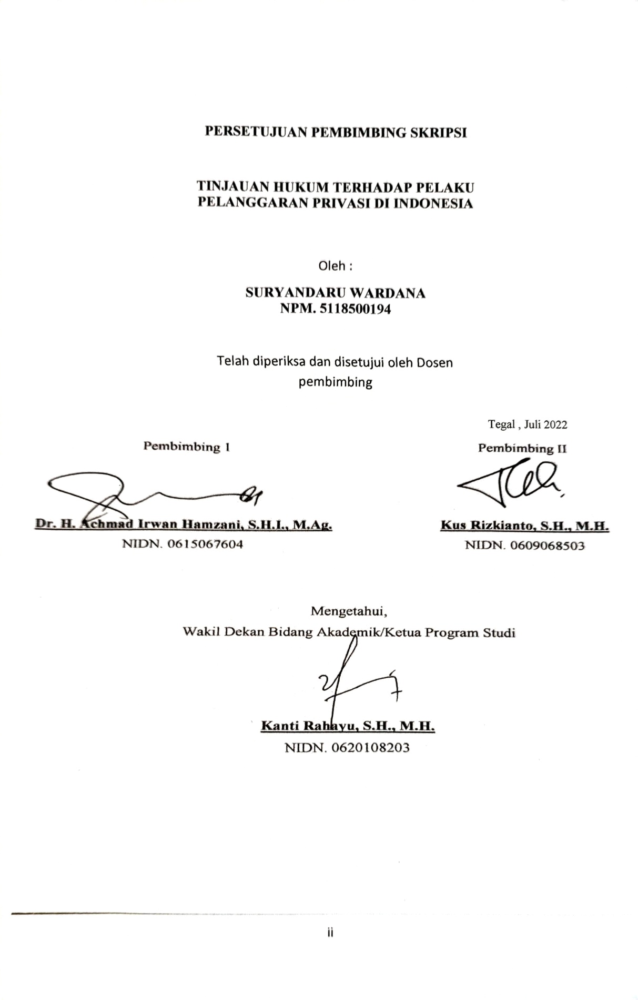 PERSETUJUAN PEMBIMBING SKRIPSI
TINJAUAN HUKUM TERHADAP PELAKU
PELANGGARAN PRIVASI DI INDONESIA
Oleh :
SURYANDARU WARDANA
NPM. 5118500194
Telah diperiksa dan disetujui oleh Dosen
pembimbing
Tegal , Juli 2022
Pembimbing I
Pembimbing II
Dr. H. Achmad Irwan Hamzani, S.H.I., M.Ag.
NIDN. 0615067604
Kus Rizkianto, S.H., M.H.
NIDN. 0609068503
Mengetahui,
Wakil Dekan Bidang Akademik/Ketua Program Studi
Kanti Rahayu, S.H., M.H.
NIDN. 0620108203
ii